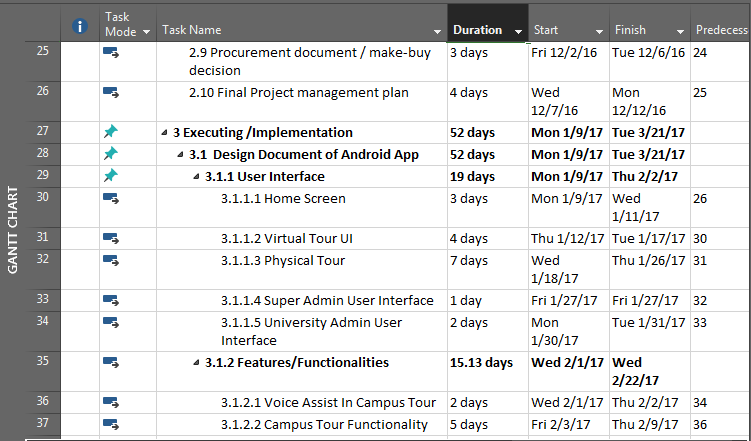 Task Mode Task Name Duration Start Finish Predecess
25 2.9 Procurement document / make-buy decision 3 days Fri 12/2/16 Tue 12/6/16 24
26 2.10 Final Project management plan 4 days Wed 12/7/16 Mon 12/12/16 25
27 3 Executing /Implementation 52 days Mon 1/9/17 Tue 3/21/17
28 3.1 Design Document of Android App 52 days Mon 1/9/17 Tue 3/21/17
29 3.1.1 User Interface 19 days Mon 1/9/17 Thu 2/2/17
30 3.1.1.1 Home Screen 3 days Mon 1/9/17 Wed 1/11/17 26
31 3.1.1.2 Virtual Tour UI 4 days Thu 1/12/17 Tue 1/17/17 30
32 3.1.1.3 Physical Tour 7 days Wed 1/18/17 Thu 1/26/17 31
33 3.1.1.4 Super Admin User Interface 1 day Fri 1/27/17 Fri 1/27/17 32
34 3.1.1.5 University Admin User Interface 2 days Mon 1/30/17 Tue 1/31/17 33
35 3.1.2 Features/Functionalities 15.13 days Wed 2/1/17 Wed 2/22/17
36 3.1.2.1 Voice Assist In Campus Tour 2 days Wed 2/1/17 Thu 2/2/17 34
37 3.1.2.2 Campus Tour Functionality 5 days Fri 2/3/17 Thu 2/9/17 36
GANTT CHART